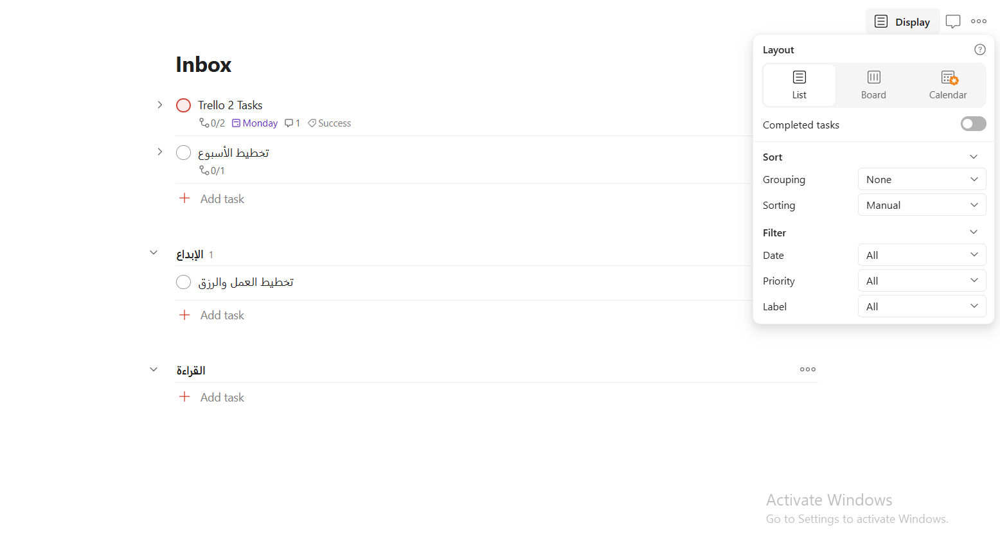 Display
Inbox
Trello 2 Tasks
0/2 Monday 1 Success
تخطيط الأسبوع
0/1
Add task
الإبداع 1
تخطيط العمل والرزق
Add task
القراءة
Add task
Layout
List Board Calendar
Completed tasks
Sort
Grouping None
Sorting Manual
Filter
Date All
Priority All
Label All
Activate Windows
Go to Settings to activate Windows.